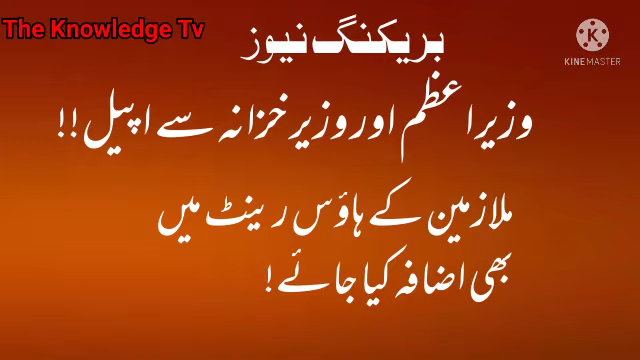 The Knowledge Tv
بریکنگ نیوز
KINEMASTER
وزیراعظم اور وزیر خزانہ سے اپیل!!
ملازمین کے ہاؤس رینٹ میں
بھی اضافہ کیا جائے!